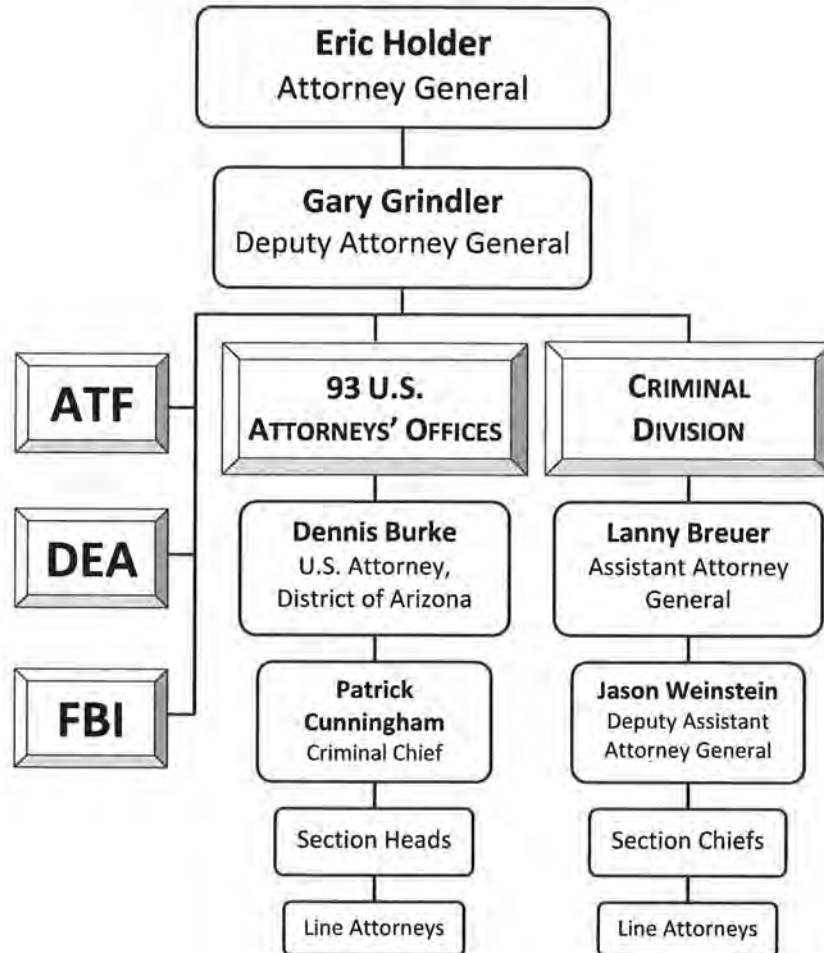 Eric Holder
Attorney General
Gary Grindler
Deputy Attorney General
ATF
DEA
FBI
93 U.S.
ATTORNEYS' OFFICES
Dennis Burke
U.S. Attorney,
District of Arizona
Patrick
Cunningham
Criminal Chief
Section Heads
Line Attorneys
CRIMINAL
DIVISION
Lanny Breuer
Assistant Attorney
General
Jason Weinstein
Deputy Assistant
Attorney General
Section Chiefs
Line Attorneys